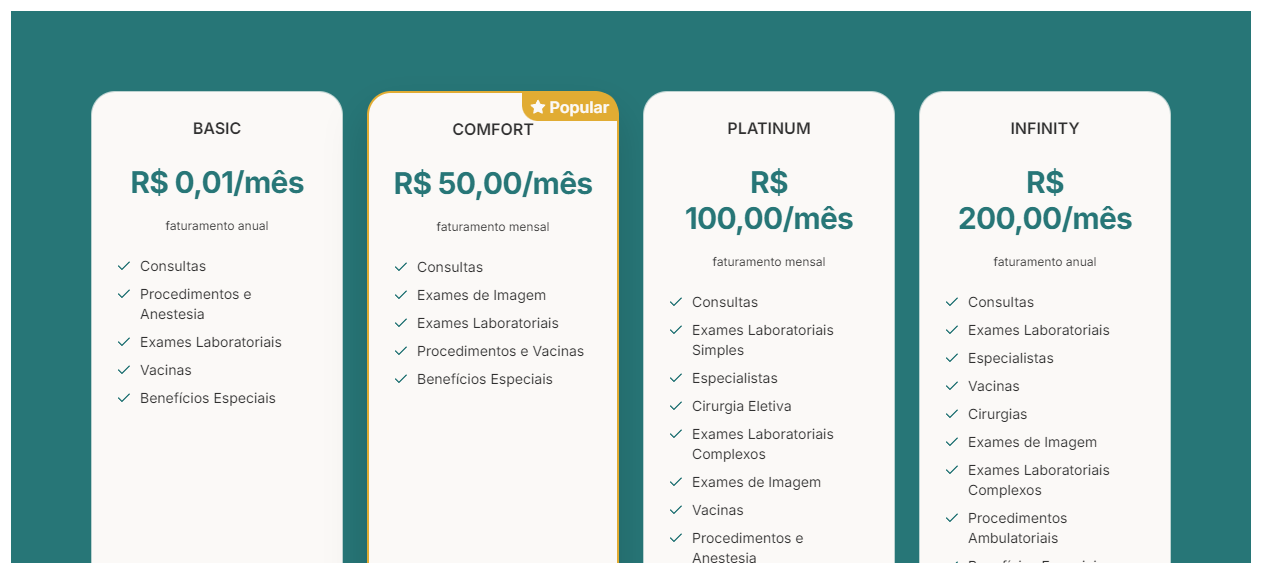 BASIC
R$ 0,01/mês
faturamento anual
Consultas
Procedimentos e
Anestesia
Exames Laboratoriais
Vacinas
Benefícios Especiais
Popular
COMFORT
R$ 50,00/mês
faturamento mensal
Consultas
Exames de Imagem
Exames Laboratoriais
Procedimentos e Vacinas
Benefícios Especiais
PLATINUM
R$
100,00/mês
faturamento mensal
Consultas
Exames Laboratoriais
Simples
Especialistas
Cirurgia Eletiva
Exames Laboratoriais
Complexos
Exames de Imagem
Vacinas
Procedimentos e
Anestesia
INFINITY
R$
200,00/mês
faturamento anual
Consultas
Exames Laboratoriais
Especialistas
Vacinas
Cirurgias
Exames de Imagem
Exames Laboratoriais
Complexos
Procedimentos
Ambulatoriais